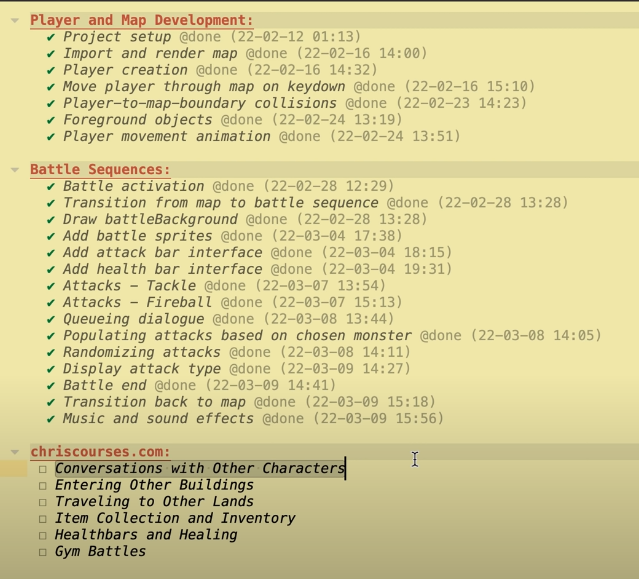 Player and Map Development:
✔ Project setup @done (22-02-12 01:13)
✔ Import and render map @done (22-02-16 14:00)
✔ Player creation @done (22-02-16 14:32)
✔ Move player through map on keydown @done (22-02-16 15:10)
✔ Player-to-map-boundary collisions @done (22-02-23 14:23)
✔ Foreground objects @done (22-02-24 13:19)
✔ Player movement animation @done (22-02-24 13:51)
Battle Sequences:
✔ Battle activation @done (22-02-28 12:29)
✔ Transition from map to battle sequence @done (22-02-28 13:28)
✔ Draw battleBackground @done (22-02-28 13:28)
✔ Add battle sprites @done (22-03-04 17:38)
✔ Add attack bar interface @done (22-03-04 18:15)
✔ Add health bar interface @done (22-03-04 19:31)
✔ Attacks - Tackle @done (22-03-07 13:54)
✔ Attacks - Fireball @done (22-03-07 15:13)
✔ Queueing dialogue @done (22-03-08 13:44)
✔ Populating attacks based on chosen monster @done (22-03-08 14:05)
✔ Randomizing attacks @done (22-03-08 14:11)
✔ Display attack type @done (22-03-09 14:27)
✔ Battle end @done (22-03-09 14:41)
✔ Transition back to map @done (22-03-09 15:18)
✔ Music and sound effects @done (22-03-09 15:56)
chriscourses.com:
☐ Conversations with Other Characters
☐ Entering Other Buildings
☐ Traveling to Other Lands
☐ Item Collection and Inventory
☐ Healthbars and Healing
☐ Gym Battles